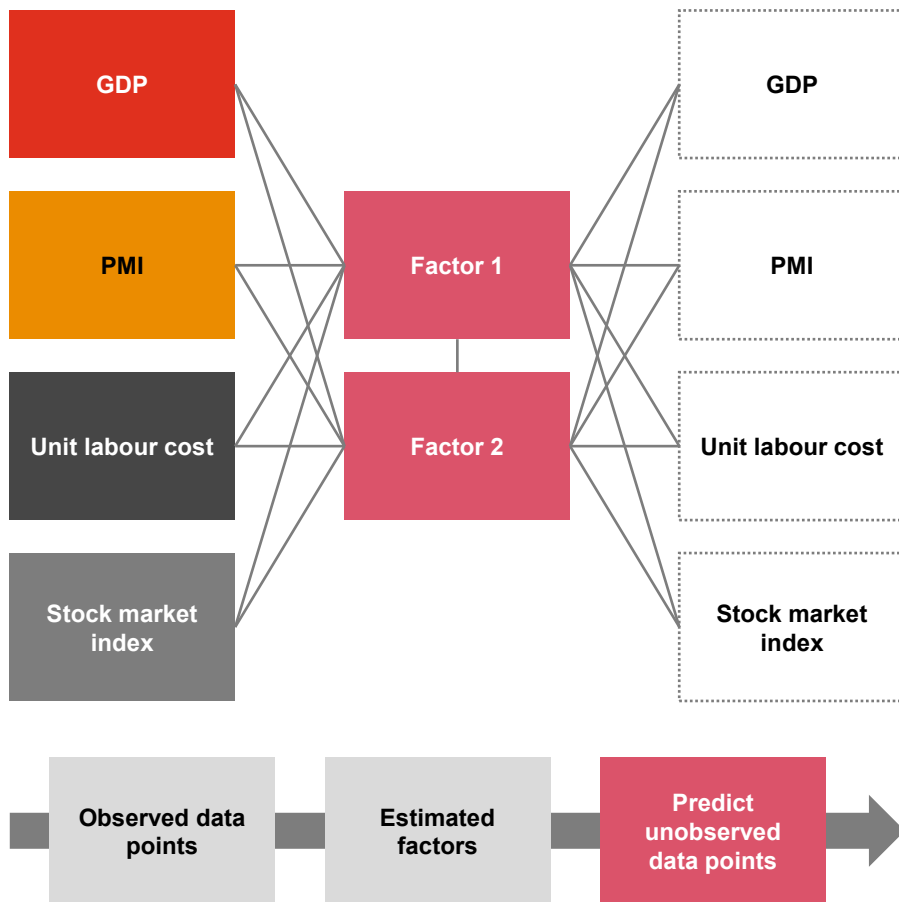 GDP
GDP
PMI
Factor 1
PMI
Unit labour cost
Factor 2
Unit labour cost
Stock market
index
Stock market
index
Observed data
points
Estimated
factors
Predict
unobserved
data points